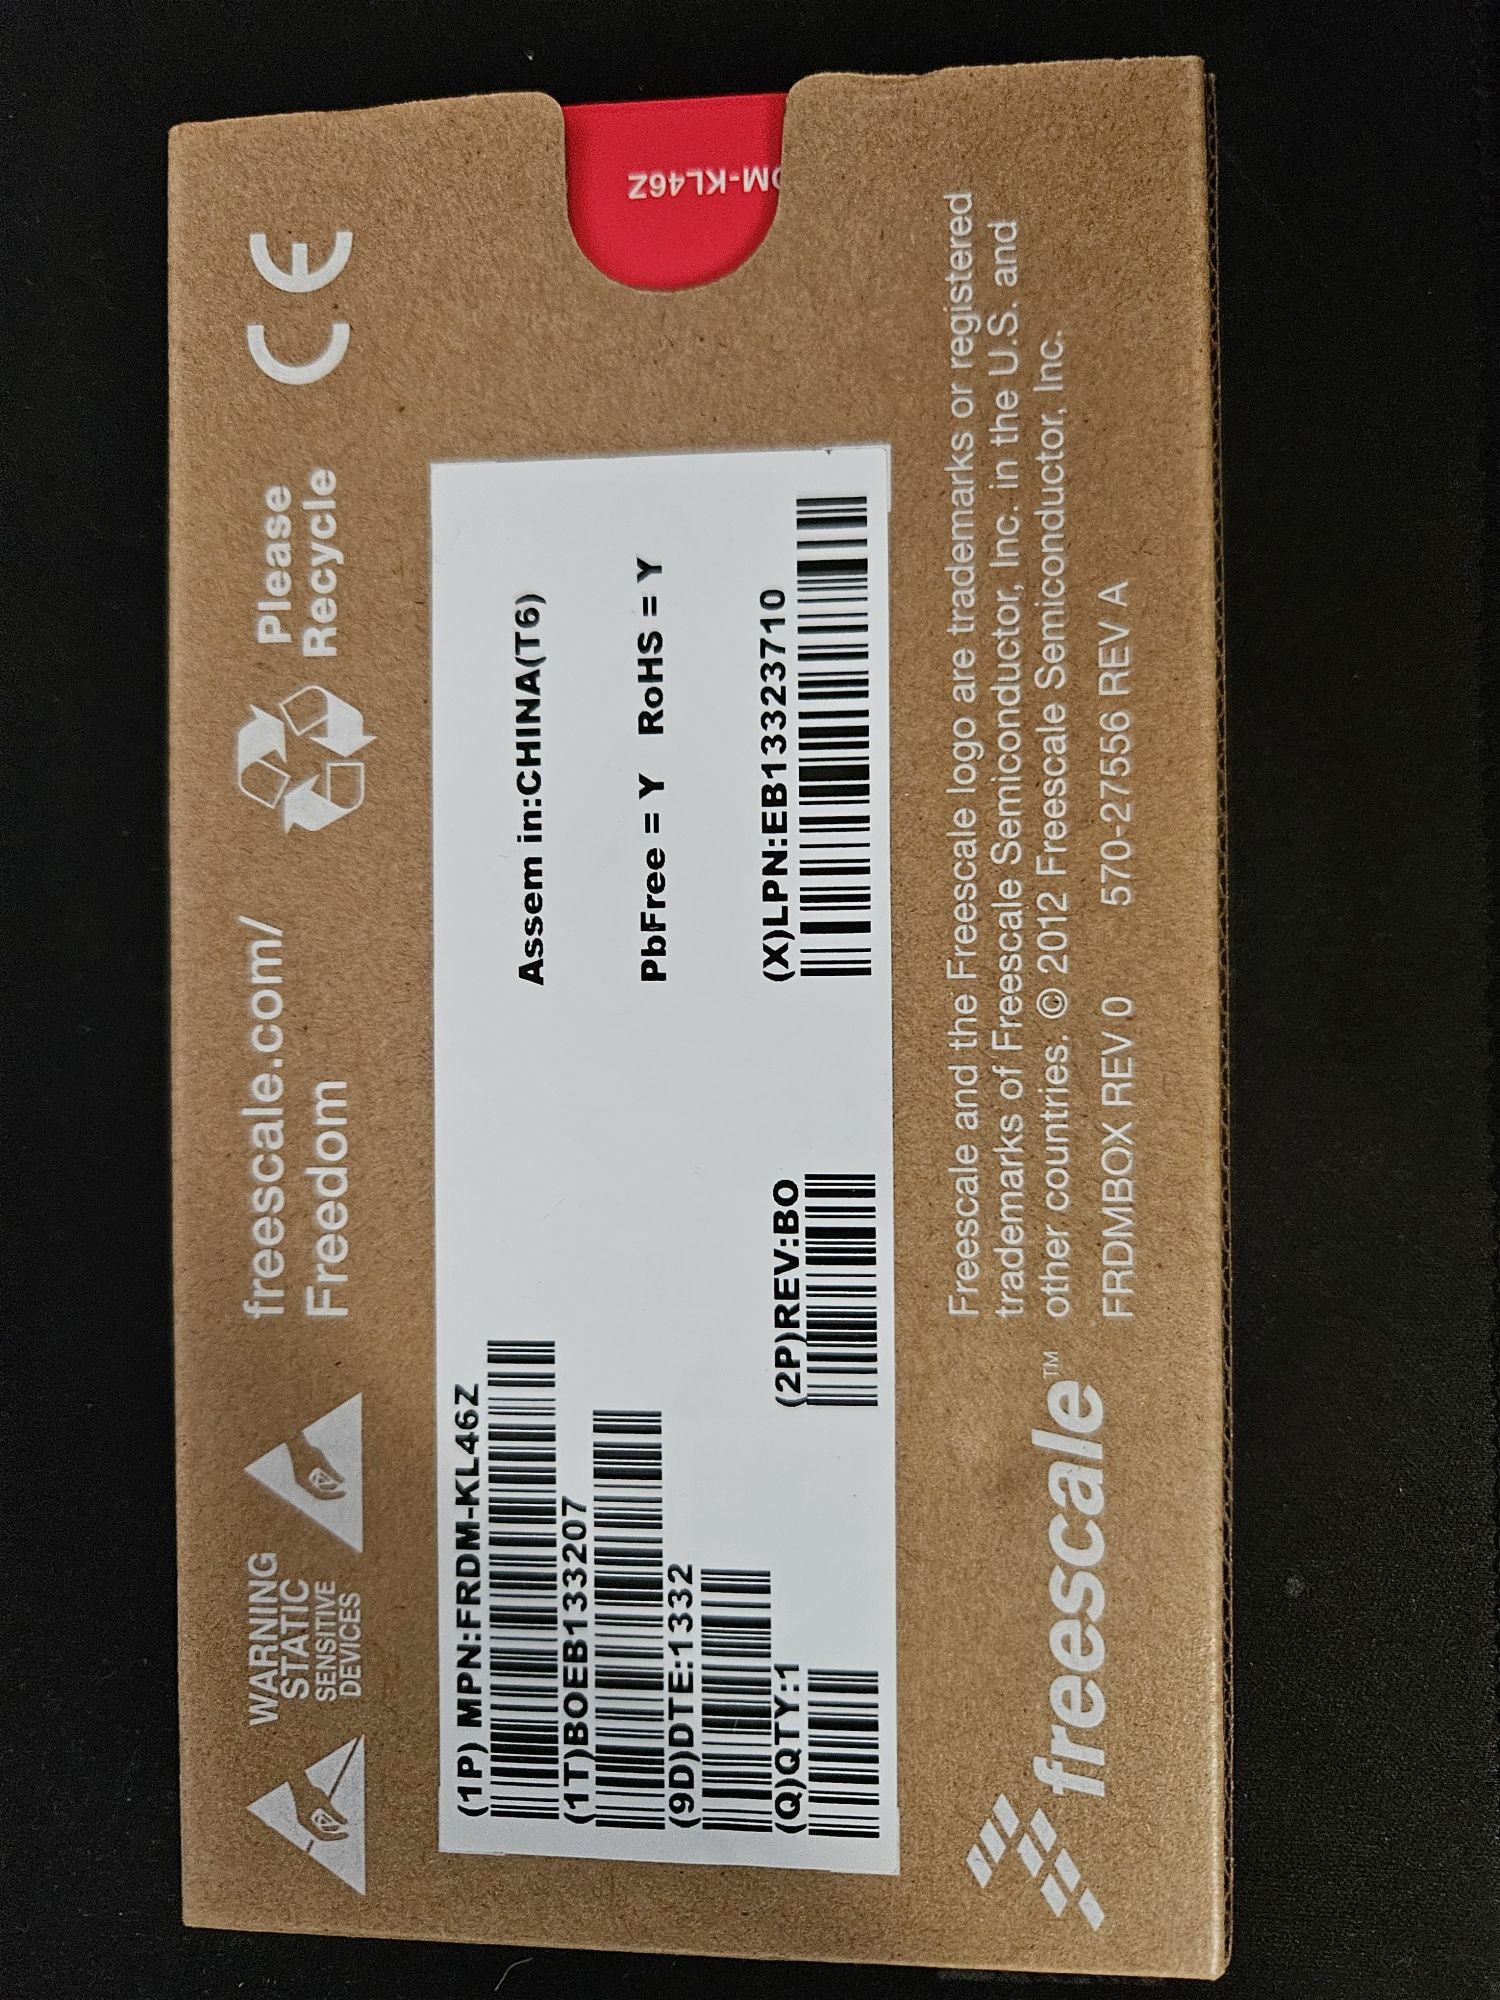 WARNING
STATIC
SENSITIVE
DEVICES
freescale.com/
Freedom
Please
Recycle
CE
DM-KL46Z
(1P) MPN:FRDM-KL46Z
(1T)BOEB133207
(9D)DTE:1332
(Q)QTY:1
(2P)REV:BO
Assem in:CHINA(T6)
PbFree = Y RoHS = Y
(X)LPN:EB13323710
freescale™
Freescale and the Freescale logo are trademarks or registered
trademarks of Freescale Semiconductor, Inc. in the U.S. and
other countries. © 2012 Freescale Semiconductor, Inc.
FRDMBOX REV 0 570-27556 REV A